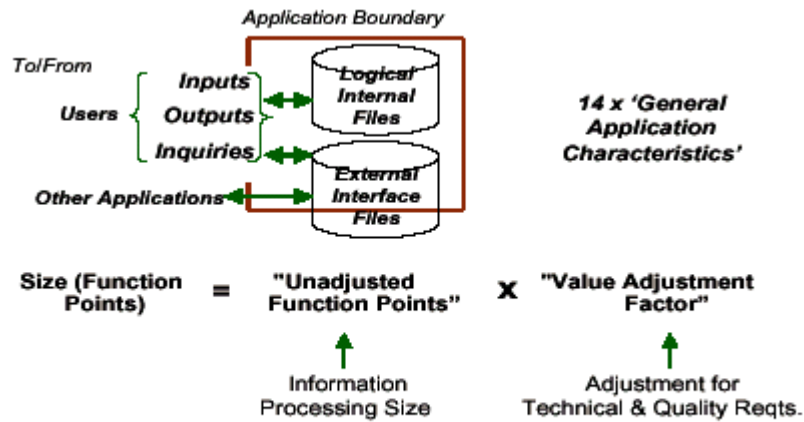 Application Boundary
To/From
Users
Inputs
Outputs
Inquiries
Other Applications
Logical
Internal
Files
External
Interface
Files
14 x ‘General
Application
Characteristics’
Size (Function
Points)
=
"Unadjusted
Function Points”
x
"Value Adjustment
Factor”
Information
Processing Size
Adjustment for
Technical & Quality Reqts.